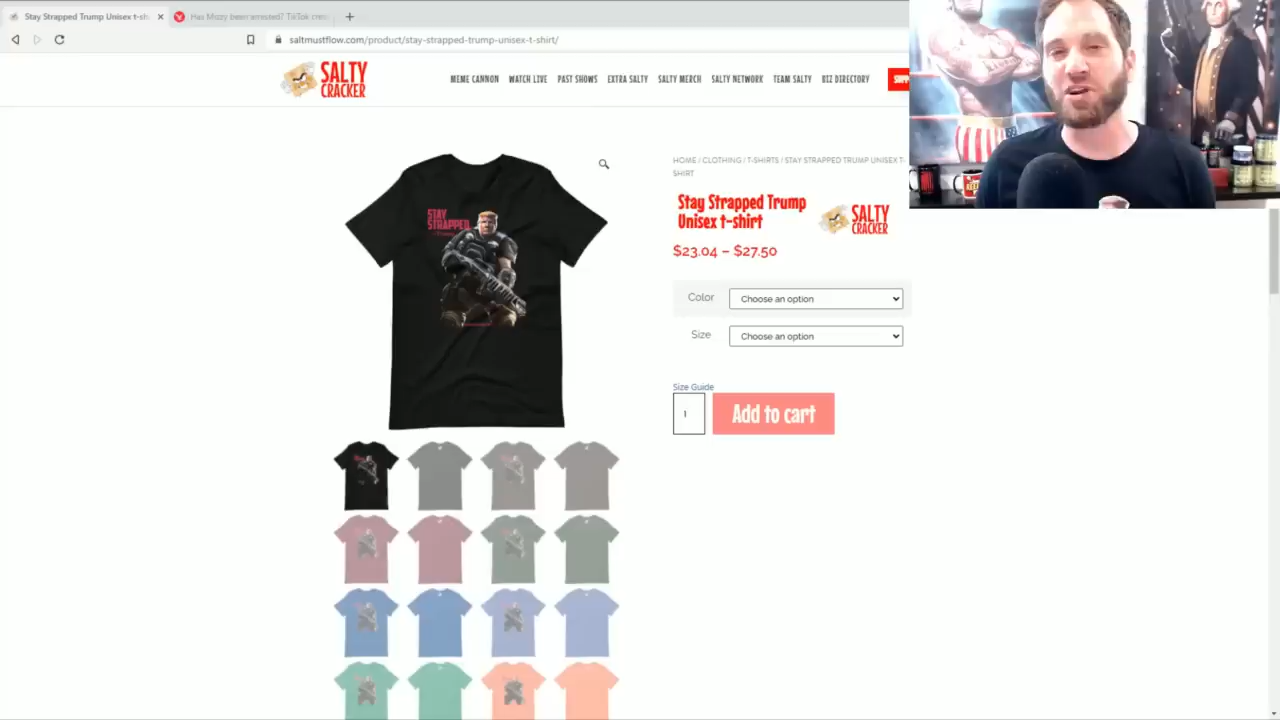 Stay Strapped Trump Unisex t-sh
Has Mizzy been arrested? TikTok crea
saltmustflow.com/product/stay-strapped-trump-unisex-t-shirt/
SALTY
CRACKER
MEME CANNON
WATCH LIVE
PAST SHOWS
EXTRA SALTY
SALTY MERCH
SALTY NETWORK
TEAM SALTY
BIZ DIRECTORY
HOME / CLOTHING / T-SHIRTS / STAY STRAPPED TRUMP UNISEX T-
SHIRT
Stay Strapped Trump
Unisex t-shirt
SALTY
CRACKER
$23.04 – $27.50
STAY
STRAPPED
Color
Choose an option
Size
Choose an option
Size Guide
1
Add to cart